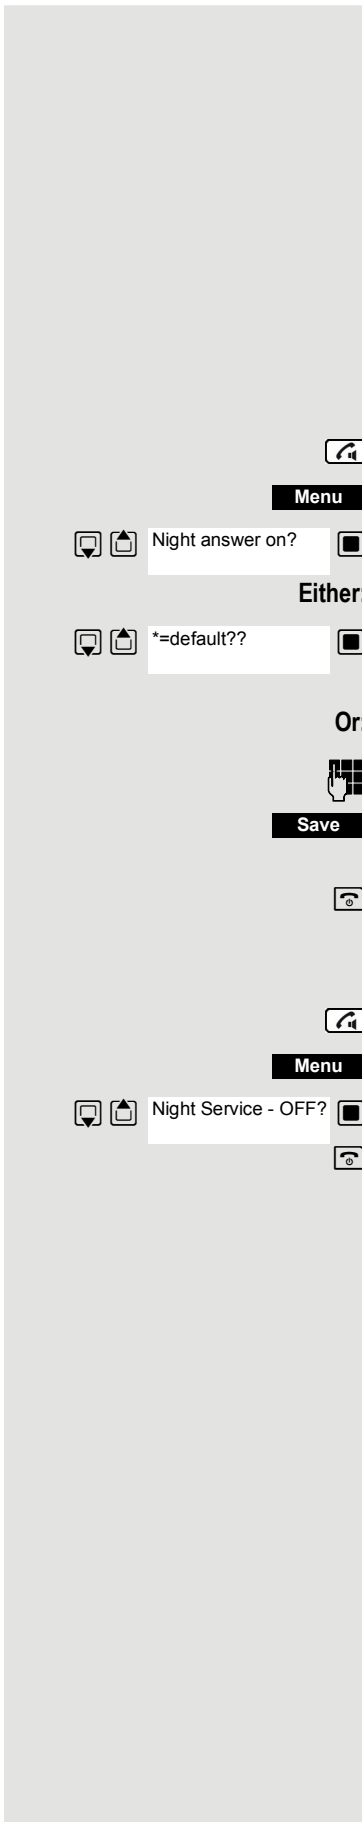 Menu
Night answer on?
Either:
*=default??
Or:
Save
Menu
Night Service - OFF?